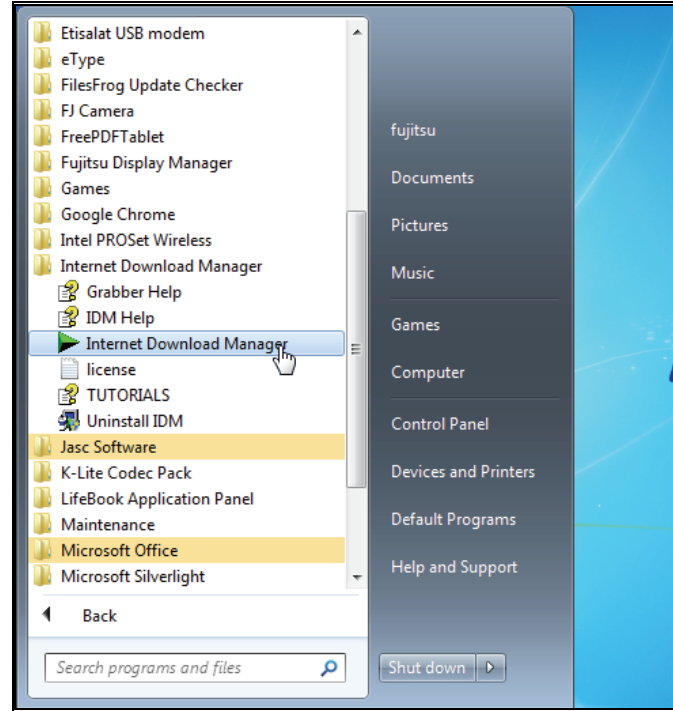 Etisalat USB modem
eType
FilesFrog Update Checker
FJ Camera
FreePDFTablet
Fujitsu Display Manager
Games
Google Chrome
Intel PROSet Wireless
Internet Download Manager
Grabber Help
IDM Help
Internet Download Manager
license
TUTORIALS
Uninstall IDM
Jasc Software
K-Lite Codec Pack
LifeBook Application Panel
Maintenance
Microsoft Office
Microsoft Silverlight
Back
Search programs and files
fujitsu
Documents
Pictures
Music
Games
Computer
Control Panel
Devices and Printers
Default Programs
Help and Support
Shut down